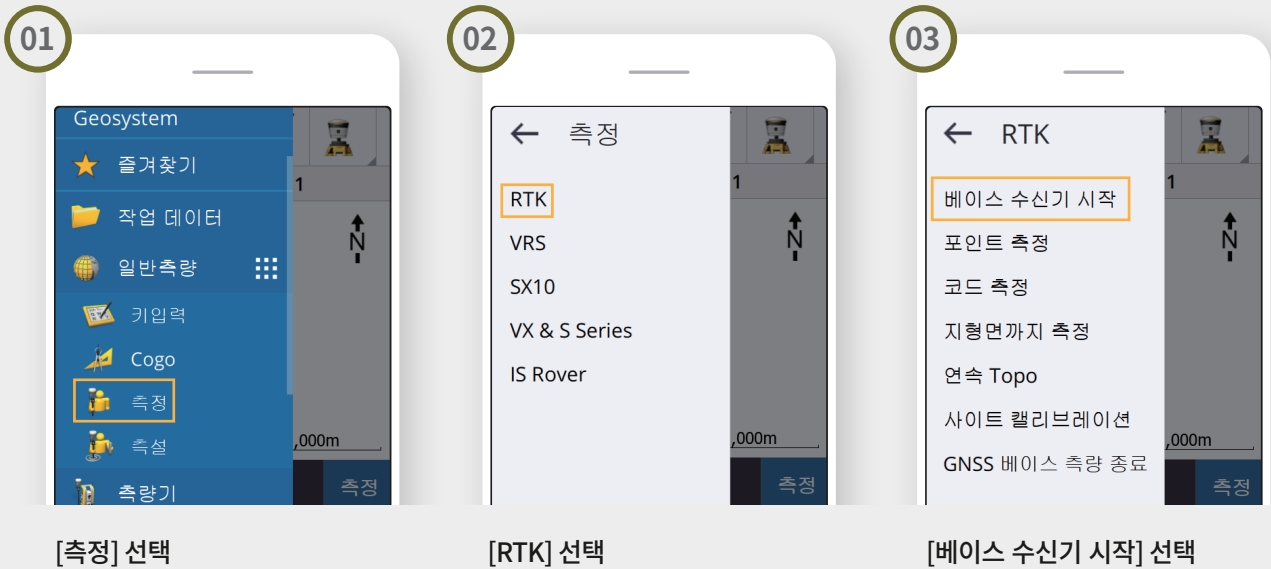 01
Geosystem
즐겨찾기
작업 데이터
일반측량
키입력
Cogo
측정
측설
측량기
1
N
,000m
측정
[측정] 선택
02
측정
RTK
VRS
SX10
VX & S Series
IS Rover
1
N
,000m
측정
[RTK] 선택
03
RTK
베이스 수신기 시작
포인트 측정
코드 측정
지형면까지 측정
연속 Topo
사이트 캘리브레이션
GNSS 베이스 측량 종료
1
N
,000m
측정
[베이스 수신기 시작] 선택